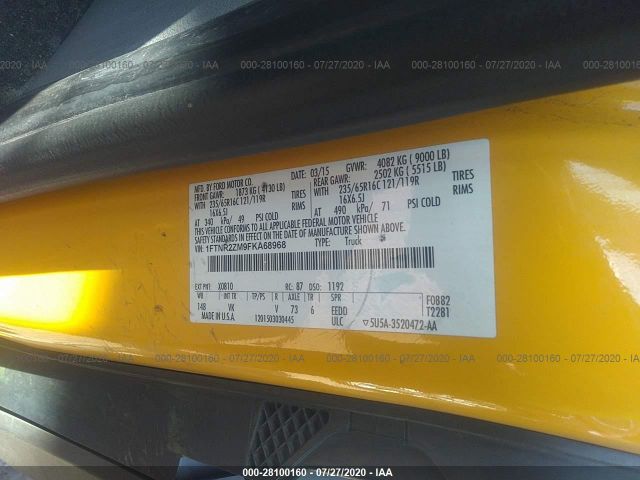 000-28100160 - 07/27/2020 - IAA
MFD. BY FORD MOTOR CO.
DATE: 03/15
GVWR: 4082 KG ( 9000 LB)
FRONT GAWR: 1873 KG ( 4130 LB)
REAR GAWR: 2502 KG ( 5515 LB)
WITH 235/65R16C 121/119R TIRES
235/65R16C 121/119R TIRES
16X6.5J RIMS
16X6.5J RIMS
AT 340 kPa/ 49 PSI COLD
AT 490 kPa/ 71 PSI COLD
THIS VEHICLE CONFORMS TO ALL APPLICABLE FEDERAL MOTOR VEHICLE
SAFETY STANDARDS IN EFFECT ON THE DATE OF MANUFACTURE SHOWN ABOVE.
VIN: 1FTNR2ZM9FKA68968
TYPE: Truck
EXT PNT: X0810 RC: 87 DSO: 1192
WB INT TR TP/PS R AXLE TR SPR
F0882
148 VK V 73 6 EEDD
T2281
MADE IN U.S.A. 1201503030445 ULC
5U5A-3520472-AA
000-28100160 - 07/27/2020 - IAA